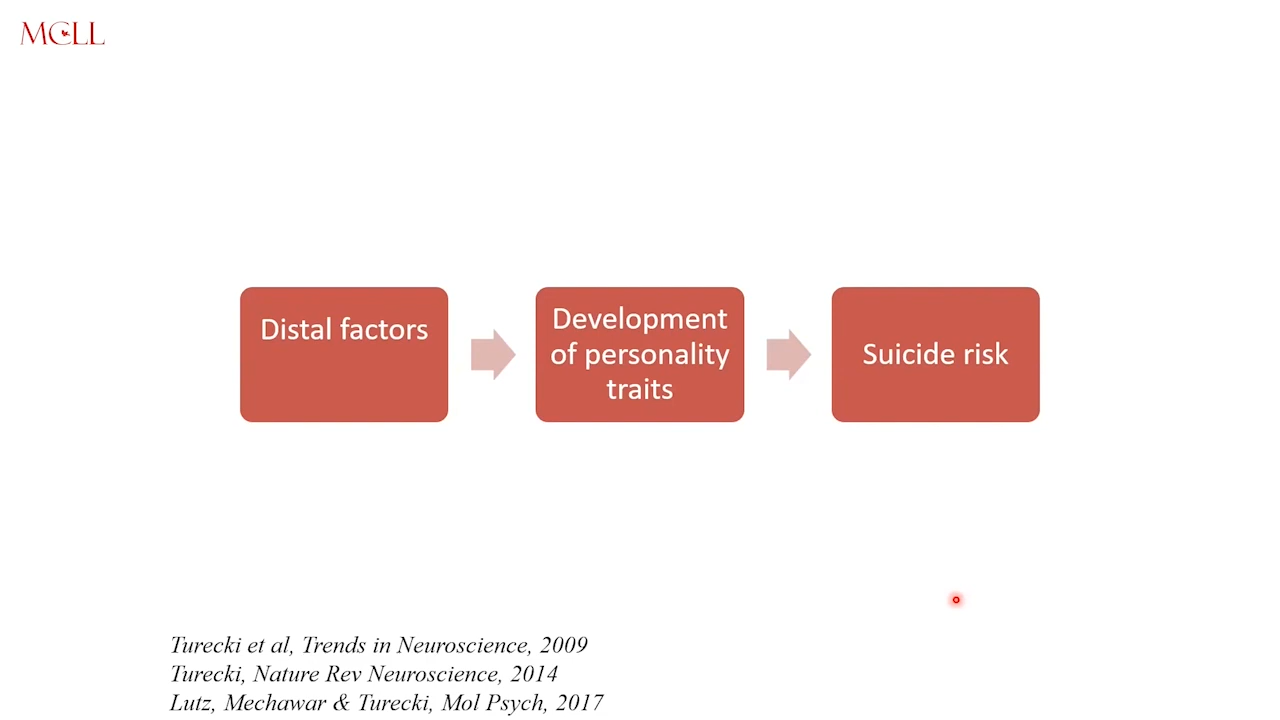 MCLL
Distal factors
Development
of personality
traits
Suicide risk
Turecki et al, Trends in Neuroscience, 2009
Turecki, Nature Rev Neuroscience, 2014
Lutz, Mechawar & Turecki, Mol Psych, 2017